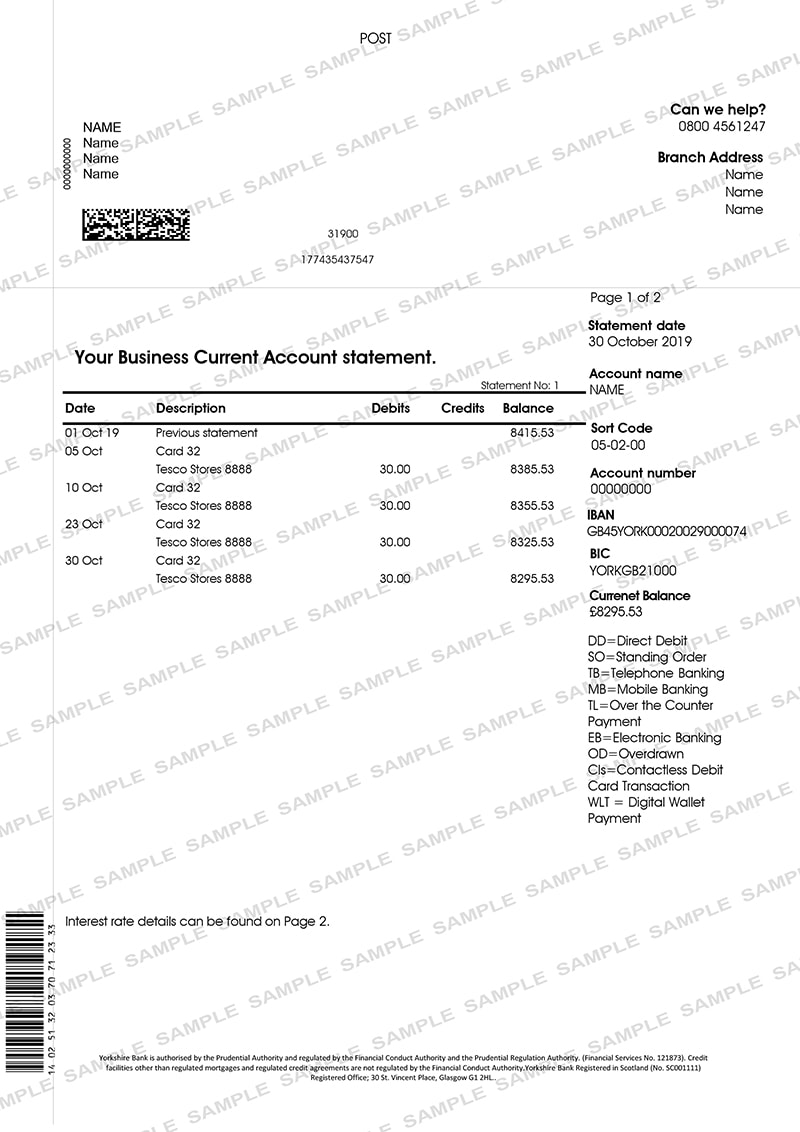 POST
Can we help?
0800 4561247
NAME
Name
Name
Name
0000000000
Branch Address
Name
Name
Name
31900
177435437547
Page 1 of 2
Statement date
30 October 2019
Your Business Current Account statement.
Statement No: 1
Account name
NAME
Date Description Debits Credits Balance
01 Oct 19 Previous statement 8415.53
05 Oct Card 32
Tesco Stores 8888 30.00 8385.53
10 Oct Card 32
Tesco Stores 8888 30.00 8355.53
23 Oct Card 32
Tesco Stores 8888 30.00 8325.53
30 Oct Card 32
Tesco Stores 8888 30.00 8295.53
Sort Code
05-02-00
Account number
00000000
IBAN
GB45YORK00020029000074
BIC
YORKGB21000
Currenet Balance
£8295.53
DD=Direct Debit
SO=Standing Order
TB=Telephone Banking
MB=Mobile Banking
TL=Over the Counter
Payment
EB=Electronic Banking
OD=Overdrawn
Cls=Contactless Debit
Card Transaction
WLT = Digital Wallet
Payment
Interest rate details can be found on Page 2.
14 02 51 32 03 70 71 23 33
Yorkshire Bank is authorised by the Prudential Authority and regulated by the Financial Conduct Authority and the Prudential Regulation Authority. (Financial Services No. 121873). Credit
facilities other than regulated mortgages and regulated credit agreements are not regulated by the Financial Conduct Authority.Yorkshire Bank Registered in Scotland (No. SC001111)
Registered Office; 30 St. Vincent Place, Glasgow G1 2HL..
SAMPLE